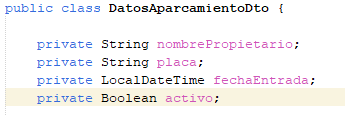 public class DatosAparcamientoDto {
private String nombrePropietario;
private String placa;
private LocalDateTime fechaEntrada;
private Boolean activo;